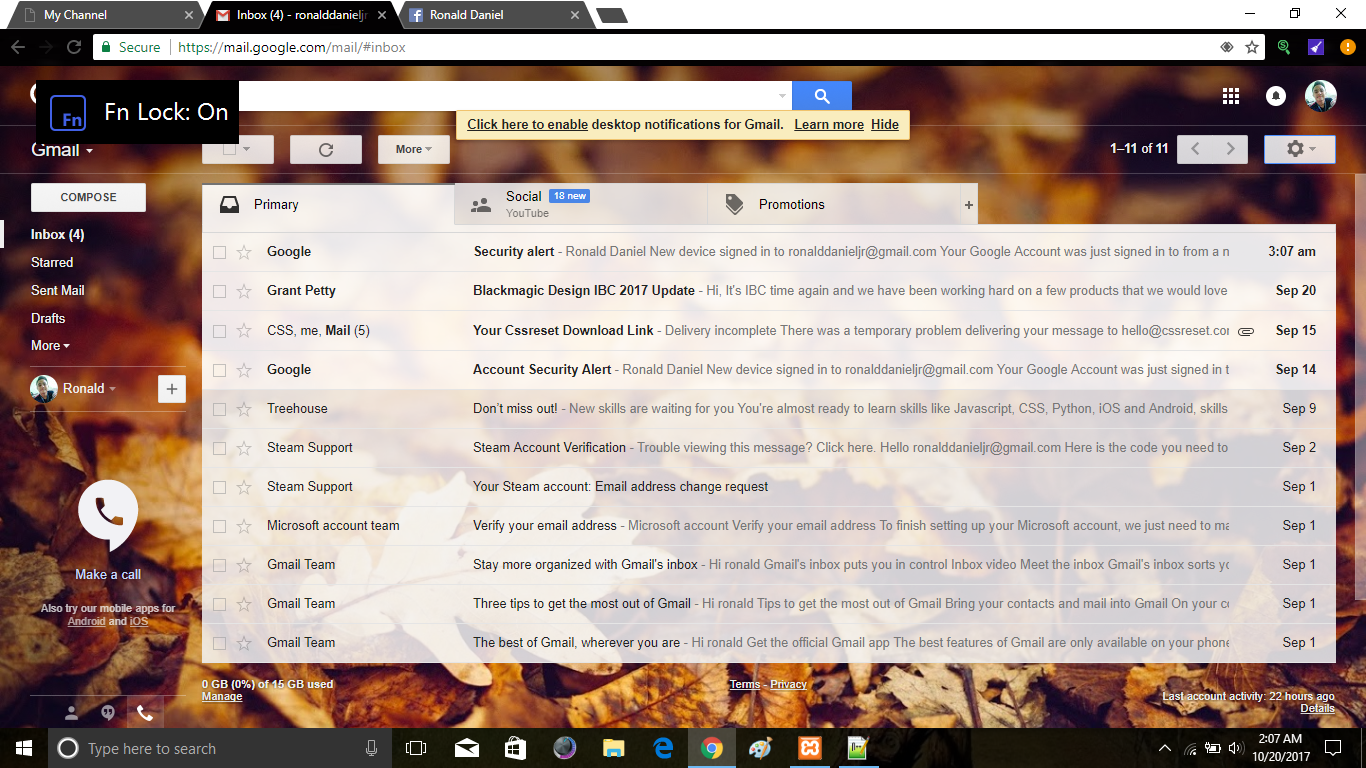 My Channel
Inbox (4) - ronalddanieljr
Ronald Daniel
Secure
https://mail.google.com/mail/#inbox
Fn
Fn Lock: On
Click here to enable desktop notifications for Gmail. Learn more Hide
Gmail
More
1–11 of 11
COMPOSE
Primary
Social
18 new
YouTube
Promotions
+
Inbox (4)
Starred
Sent Mail
Drafts
More
Ronald
+
Google Security alert - Ronald Daniel New device signed in to ronalddanieljr@gmail.com Your Google Account was just signed in to from a n 3:07 am
Grant Petty Blackmagic Design IBC 2017 Update - Hi, It's IBC time again and we have been working hard on a few products that we would love Sep 20
CSS, me, Mail (5) Your Cssreset Download Link - Delivery incomplete There was a temporary problem delivering your message to hello@cssreset.com Sep 15
Google Account Security Alert - Ronald Daniel New device signed in to ronalddanieljr@gmail.com Your Google Account was just signed in t Sep 14
Treehouse Don't miss out! - New skills are waiting for you You're almost ready to learn skills like Javascript, CSS, Python, iOS and Android, skills Sep 9
Steam Support Steam Account Verification - Trouble viewing this message? Click here. Hello ronalddanieljr@gmail.com Here is the code you need to Sep 2
Steam Support Your Steam account: Email address change request Sep 1
Microsoft account team Verify your email address - Microsoft account Verify your email address To finish setting up your Microsoft account, we just need to ma Sep 1
Gmail Team Stay more organized with Gmail's inbox - Hi ronald Gmail's inbox puts you in control Inbox video Meet the inbox Gmail's inbox sorts yo Sep 1
Gmail Team Three tips to get the most out of Gmail - Hi ronald Tips to get the most out of Gmail Bring your contacts and mail into Gmail On your co Sep 1
Gmail Team The best of Gmail, wherever you are - Hi ronald Get the official Gmail app The best features of Gmail are only available on your phone Sep 1
Make a call
Also try our mobile apps for
Android and iOS
0 GB (0%) of 15 GB used
Manage
Terms - Privacy
Last account activity: 22 hours ago
Details
Type here to search
2:07 AM
10/20/2017